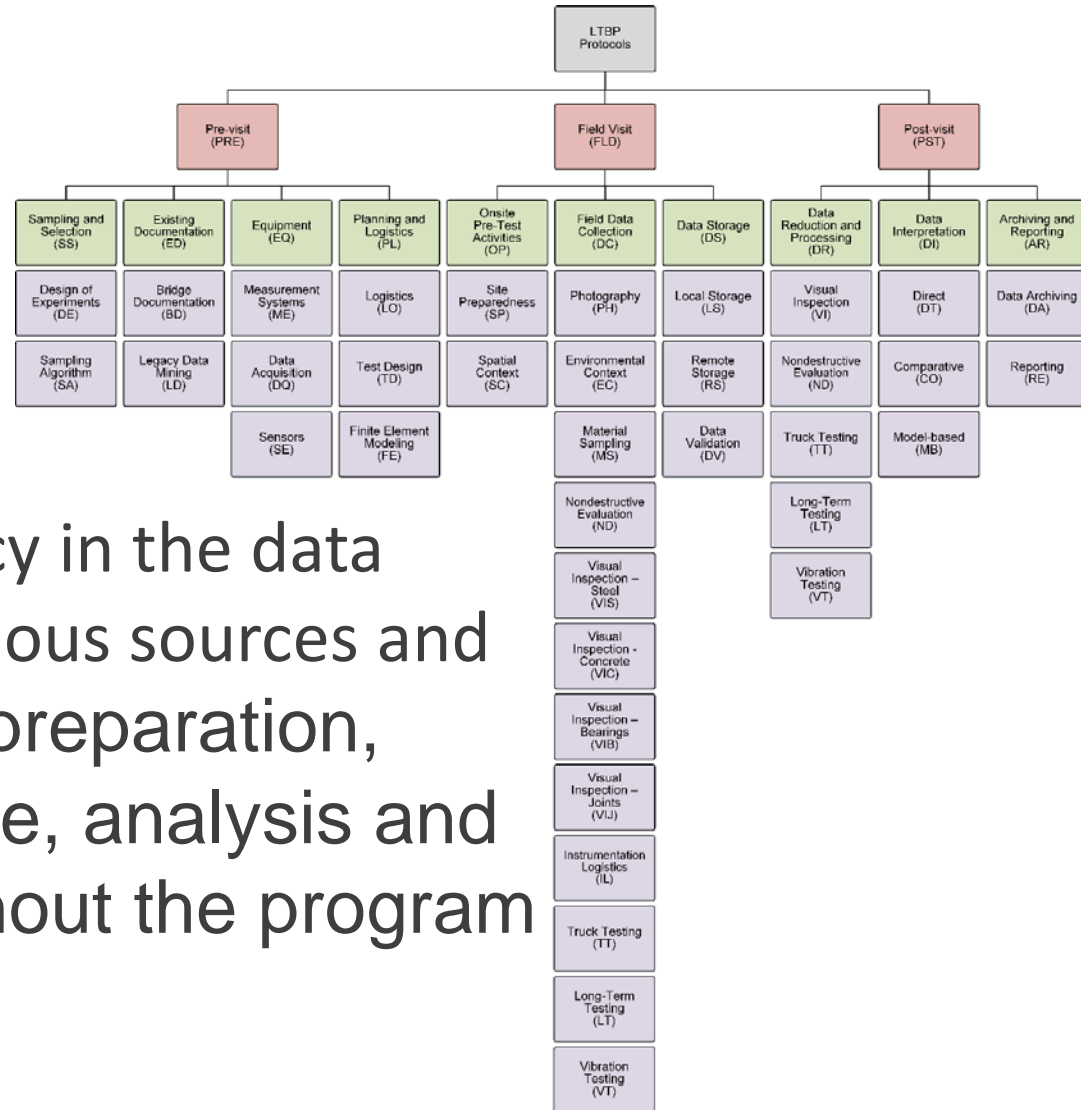 LTBP
Protocols
Pre-visit
(PRE)
Field Visit
(FLD)
Post-visit
(PST)
Sampling and
Selection
(SS)
Design of
Experiments
(DE)
Sampling
Algorithm
(SA)
Existing
Documentation
(ED)
Bridge
Documentation
(BD)
Legacy Data
Mining
(LD)
Equipment
(EQ)
Measurement
Systems
(ME)
Data
Acquisition
(DQ)
Sensors
(SE)
Planning and
Logistics
(PL)
Logistics
(LO)
Test Design
(TD)
Finite Element
Modeling
(FE)
Onsite
Pre-Test
Activities
(OP)
Site
Preparedness
(SP)
Spatial
Context
(SC)
Field Data
Collection
(DC)
Photography
(PH)
Environmental
Context
(EC)
Material
Sampling
(MS)
Nondestructive
Evaluation
(ND)
Visual
Inspection –
Steel
(VIS)
Visual
Inspection -
Concrete
(VIC)
Visual
Inspection –
Bearings
(VIB)
Visual
Inspection –
Joints
(VIJ)
Instrumentation
Logistics
(IL)
Truck Testing
(TT)
Long-Term
Testing
(LT)
Vibration
Testing
(VT)
Data Storage
(DS)
Local Storage
(LS)
Remote
Storage
(RS)
Data
Validation
(DV)
Data
Reduction and
Processing
(DR)
Visual
Inspection
(VI)
Nondestructive
Evaluation
(ND)
Truck Testing
(TT)
Long-Term
Testing
(LT)
Vibration
Testing
(VT)
Data
Interpretation
(DI)
Direct
(DT)
Comparative
(CO)
Model-based
(MB)
Archiving and
Reporting
(AR)
Data Archiving
(DA)
Reporting
(RE)
cy in the data
ious sources and
preparation,
e, analysis and
hout the program